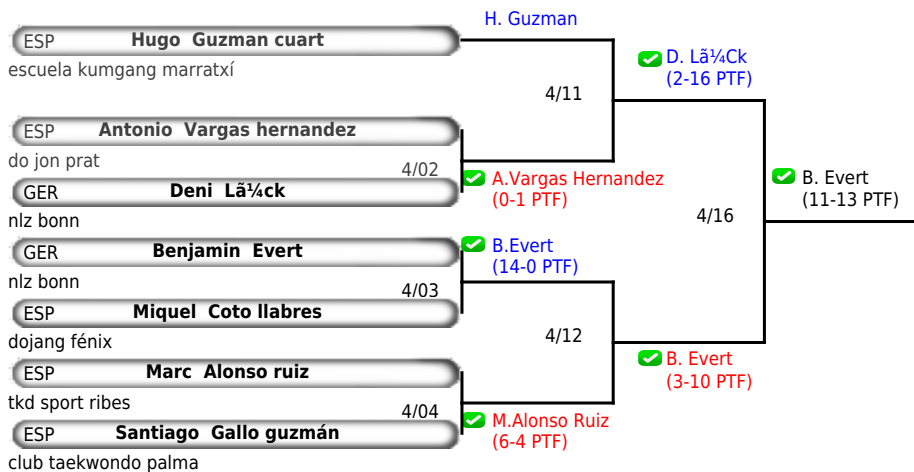 H. Guzman
ESP Hugo Guzman cuart
escuela kumgang marratxí
D. Lã¼Ck
(2-16 PTF)
4/11
ESP Antonio Vargas hernandez
do jon prat
4/02
A.Vargas Hernandez
(0-1 PTF)
GER Deni Lã¼ck
nlz bonn
B. Evert
(11-13 PTF)
4/16
GER Benjamin Evert
nlz bonn
B.Evert
(14-0 PTF)
4/03
ESP Miquel Coto llabres
dojang fénix
4/12
ESP Marc Alonso ruiz
tkd sport ribes
B. Evert
(3-10 PTF)
4/04
M.Alonso Ruiz
(6-4 PTF)
ESP Santiago Gallo guzmán
club taekwondo palma